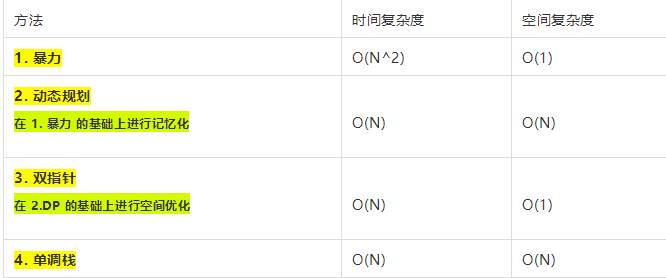 方法 时间复杂度 空间复杂度
1. 暴力 O(N^2) O(1)
2. 动态规划
在 1. 暴力 的基础上进行记忆化 O(N) O(N)
3. 双指针
在 2.DP 的基础上进行空间优化 O(N) O(1)
4. 单调栈 O(N) O(N)